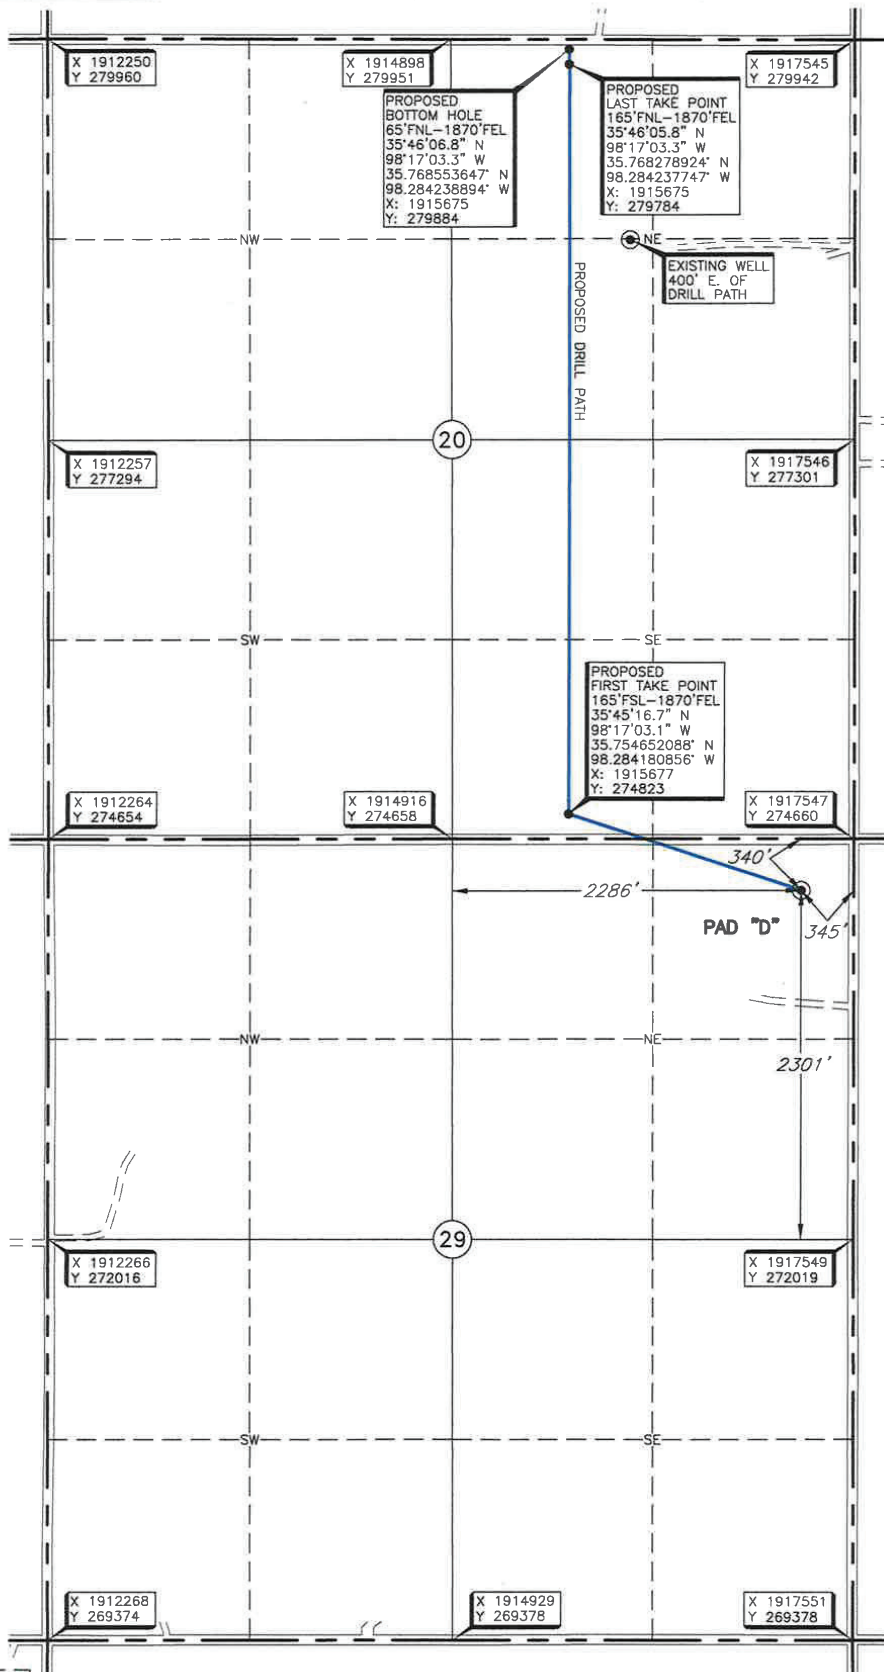 X 1912250
Y 279960
X 1914898
Y 279951
X 1917545
Y 279942
PROPOSED
BOTTOM HOLE
65'FNL-1870'FEL
35°46'06.8" N
98°17'03.3" W
35.768553647° N
98.284238894° W
X: 1915675
Y: 279884
PROPOSED
LAST TAKE POINT
165'FNL-1870'FEL
35°46'05.8" N
98°17'03.3" W
35.768278924° N
98.284237747° W
X: 1915675
Y: 279784
NW
NE
EXISTING WELL
400' E. OF
DRILL PATH
PROPOSED DRILL PATH
20
X 1912257
Y 277294
X 1917546
Y 277301
SW
SE
PROPOSED
FIRST TAKE POINT
165'FSL-1870'FEL
35°45'16.7" N
98°17'03.1" W
35.754652088° N
98.284180856° W
X: 1915677
Y: 274823
X 1912264
Y 274654
X 1914916
Y 274658
X 1917547
Y 274660
340'
2286'
PAD "D"
345'
NW
NE
2301'
29
X 1912266
Y 272016
X 1917549
Y 272019
SW
SE
X 1912268
Y 269374
X 1914929
Y 269378
X 1917551
Y 269378